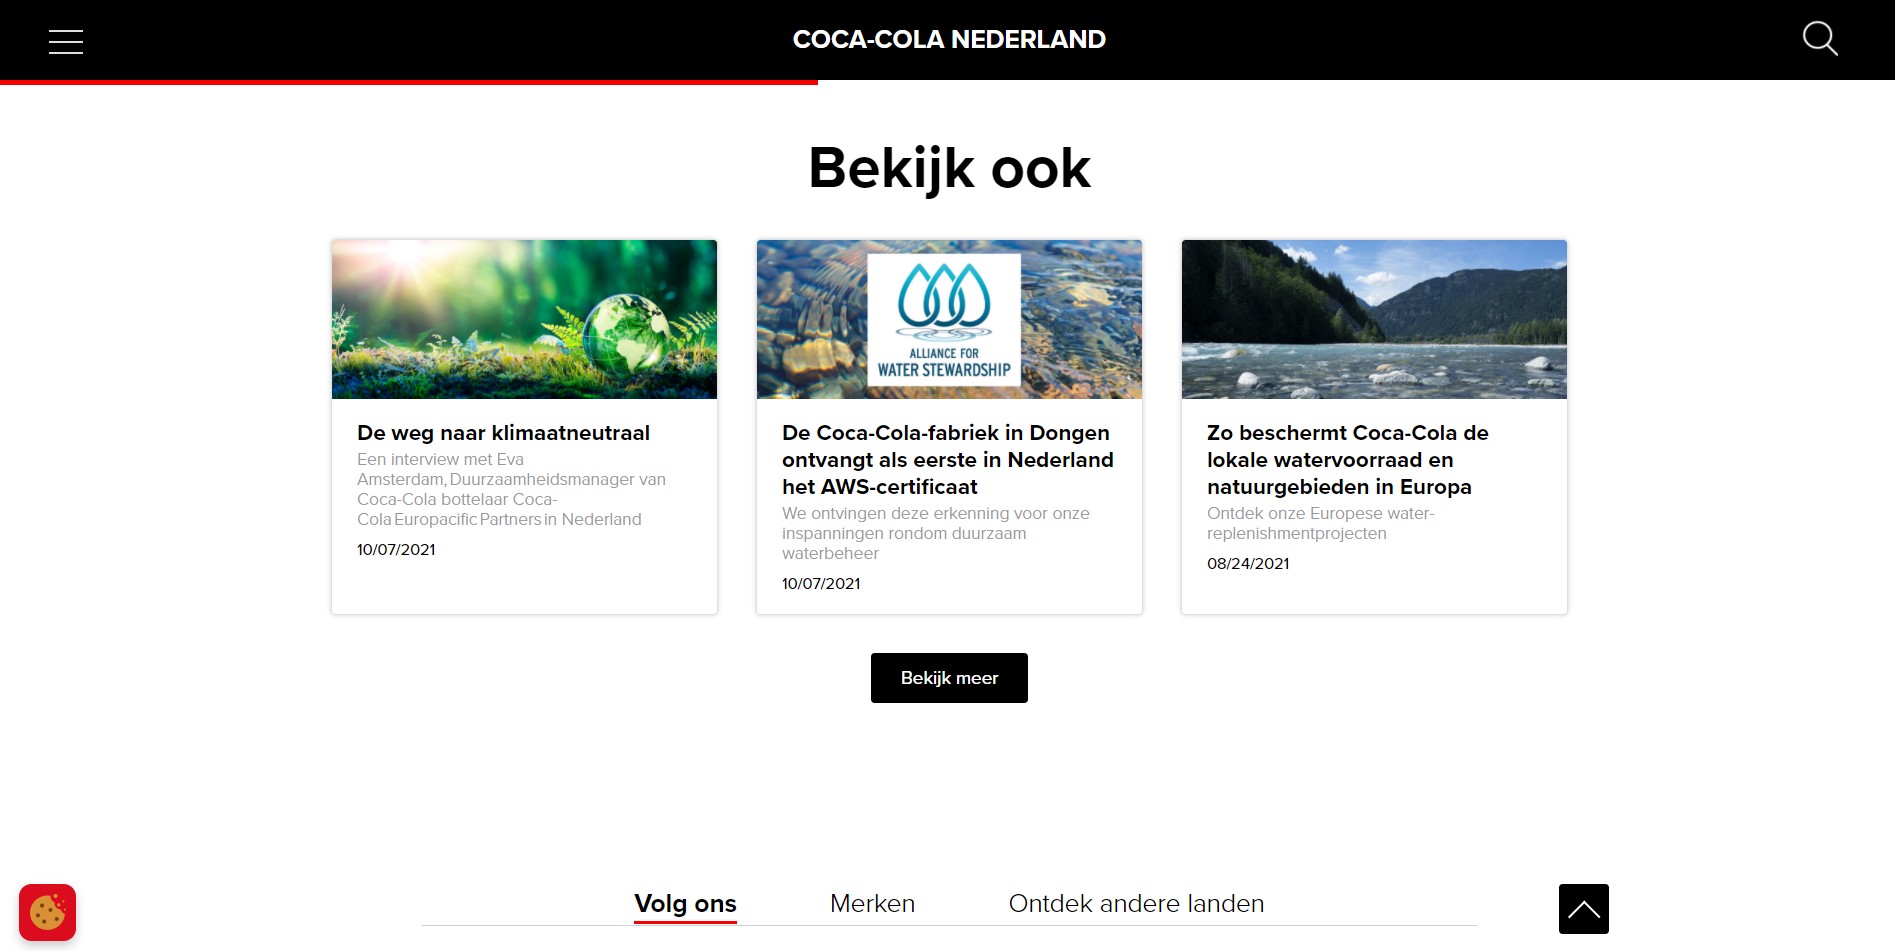 COCA-COLA NEDERLAND
Bekijk ook
ALLIANCE FOR
WATER STEWARDSHIP
De weg naar klimaatneutraal
Een interview met Eva
Amsterdam, Duurzaamheidsmanager van
Coca-Cola bottelaar Coca-
Cola Europacific Partners in Nederland
10/07/2021
De Coca-Cola-fabriek in Dongen
ontvangt als eerste in Nederland
het AWS-certificaat
We ontvingen deze erkenning voor onze
inspanningen rondom duurzaam
waterbeheer
10/07/2021
Zo beschermt Coca-Cola de
lokale watervoorraad en
natuurgebieden in Europa
Ontdek onze Europese water-
replenishmentprojecten
08/24/2021
Bekijk meer
Volg ons
Merken
Ontdek andere landen